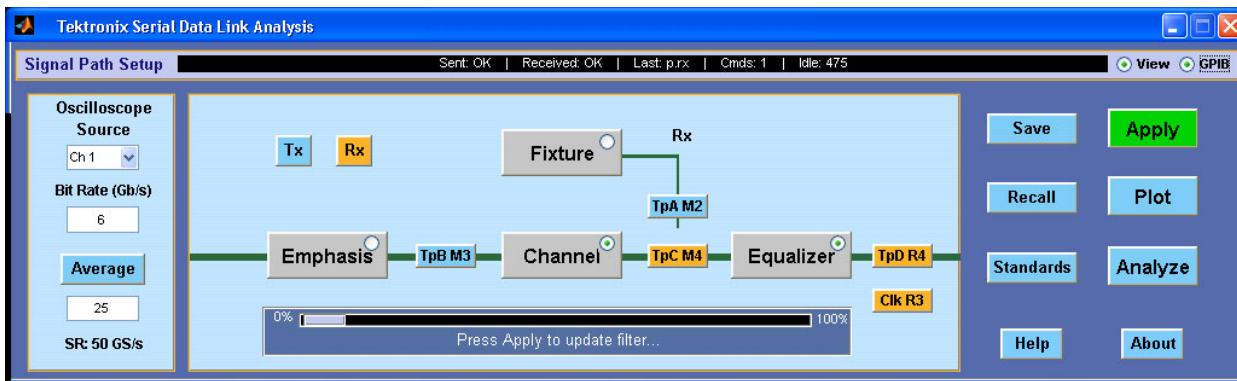 Tektronix Serial Data Link Analysis
Signal Path Setup
Sent: OK | Received: OK | Last: p.rx | Cmds: 1 | Idle: 475
View
GPIB
Oscilloscope
Source
Ch 1
Bit Rate (Gb/s)
6
Average
25
SR: 50 GS/s
Tx
Rx
Fixture
Rx
TpA M2
Emphasis
TpB M3
Channel
TpC M4
Equalizer
TpD R4
Clk R3
0%
100%
Press Apply to update filter...
Save
Apply
Recall
Plot
Standards
Analyze
Help
About